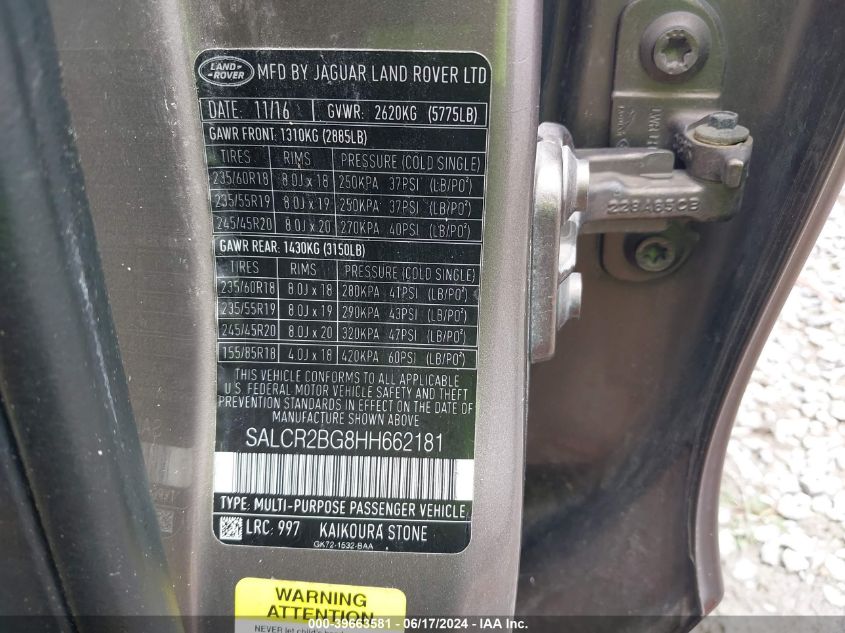 LAND ROVER MFD BY JAGUAR LAND ROVER LTD
DATE: 11/16 GVWR: 2620KG (5775LB)
GAWR FRONT: 1310KG (2885LB)
TIRES RIMS PRESSURE (COLD SINGLE)
235/60R18 8.0J x 18 250KPA 37PSI (LB/PO²)
235/55R19 8.0J x 19 250KPA 37PSI (LB/PO²)
245/45R20 8.0J x 20 270KPA 40PSI (LB/PO²)
GAWR REAR: 1430KG (3150LB)
TIRES RIMS PRESSURE (COLD SINGLE)
235/60R18 8.0J x 18 280KPA 41PSI (LB/PO²)
235/55R19 8.0J x 19 290KPA 43PSI (LB/PO²)
245/45R20 8.0J x 20 320KPA 47PSI (LB/PO²)
155/85R18 4.0J x 18 420KPA 60PSI (LB/PO²)
THIS VEHICLE CONFORMS TO ALL APPLICABLE
U.S. FEDERAL MOTOR VEHICLE SAFETY AND THEFT
PREVENTION STANDARDS IN EFFECT ON THE DATE OF
MANUFACTURE SHOWN ABOVE
SALCR2BG8HH662181
TYPE: MULTI-PURPOSE PASSENGER VEHICLE
LRC: 997 KAIKOURA STONE
GK72-1532-BAA
228465CB
WARNING
ATTENTION
NEVER let children
COPART: -39663581 / 06/17/2024 / IAA Inc.